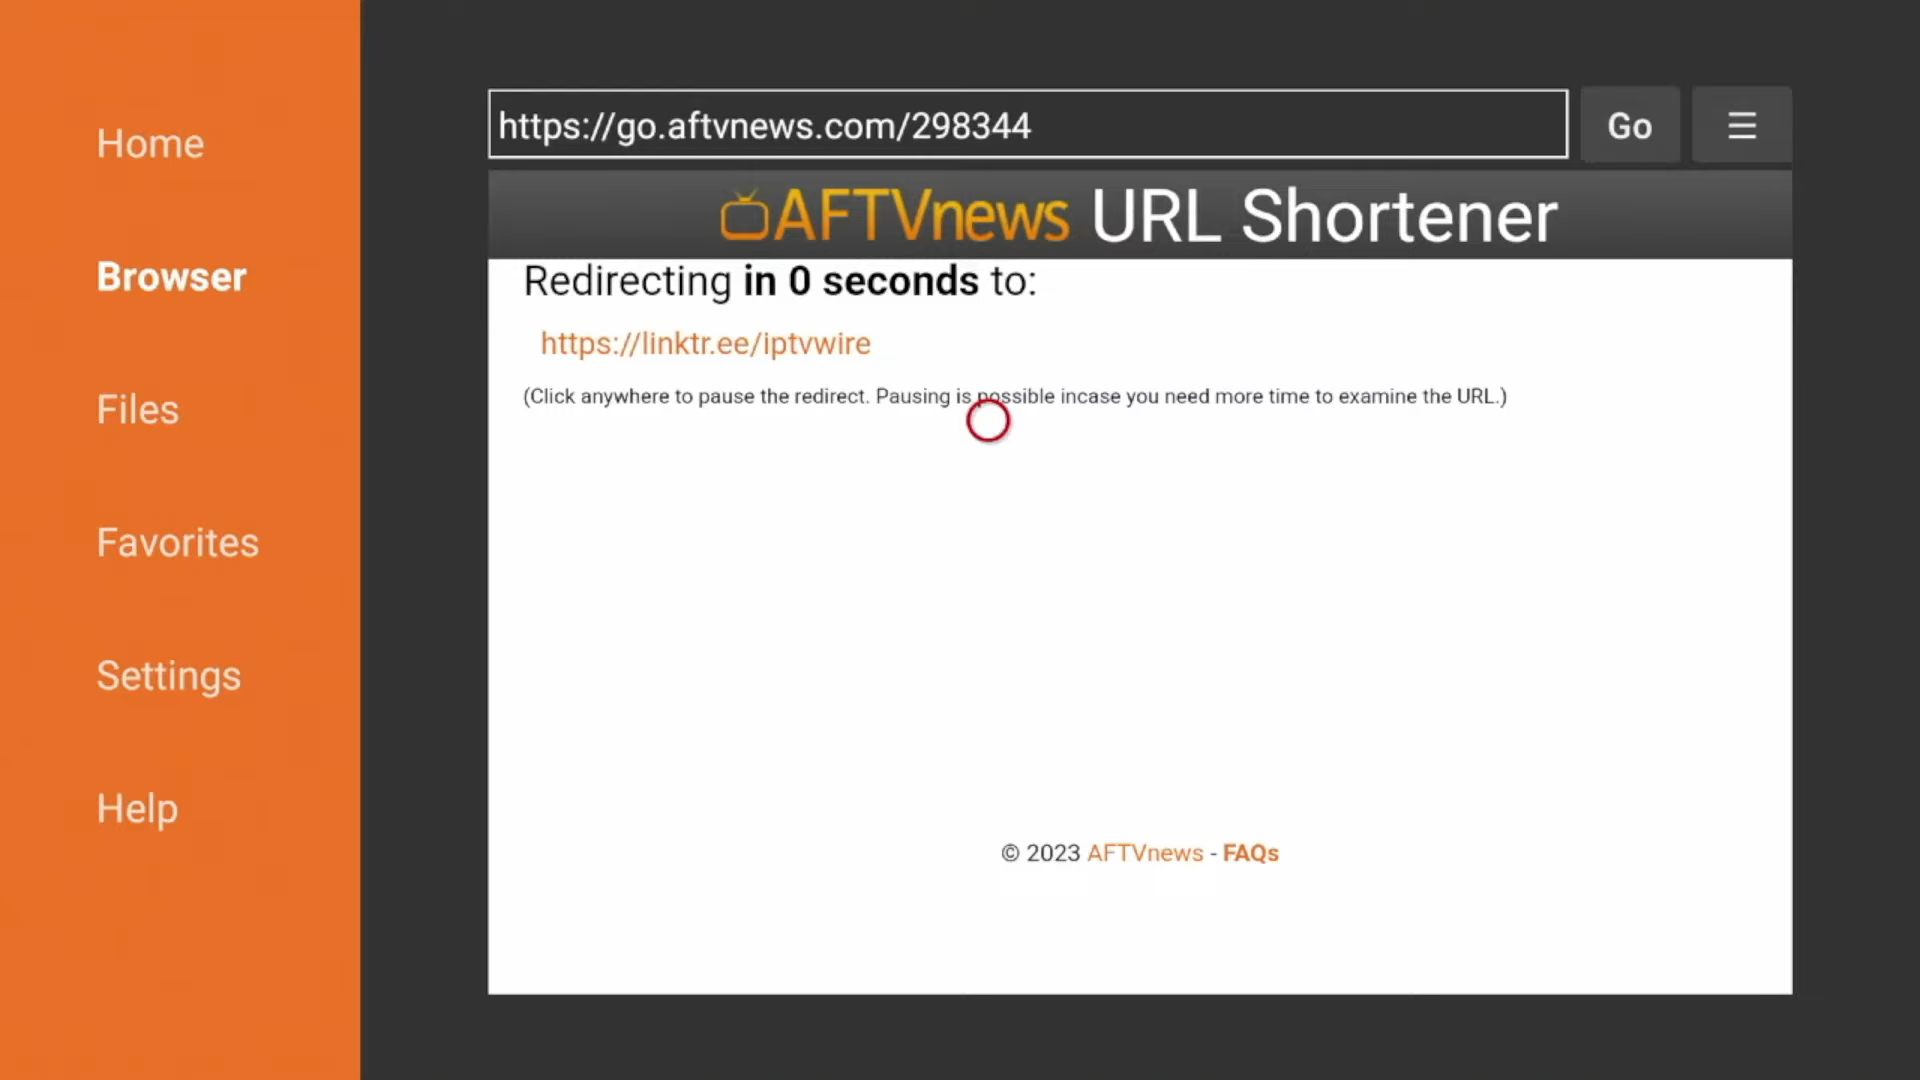 Home
Browser
Files
Favorites
Settings
Help
https://go.aftvnews.com/298344
Go
AFTVnews URL Shortener
Redirecting in 0 seconds to:
https://linktr.ee/iptvwire
(Click anywhere to pause the redirect. Pausing is possible incase you need more time to examine the URL.)
© 2023 AFTVnews - FAQs